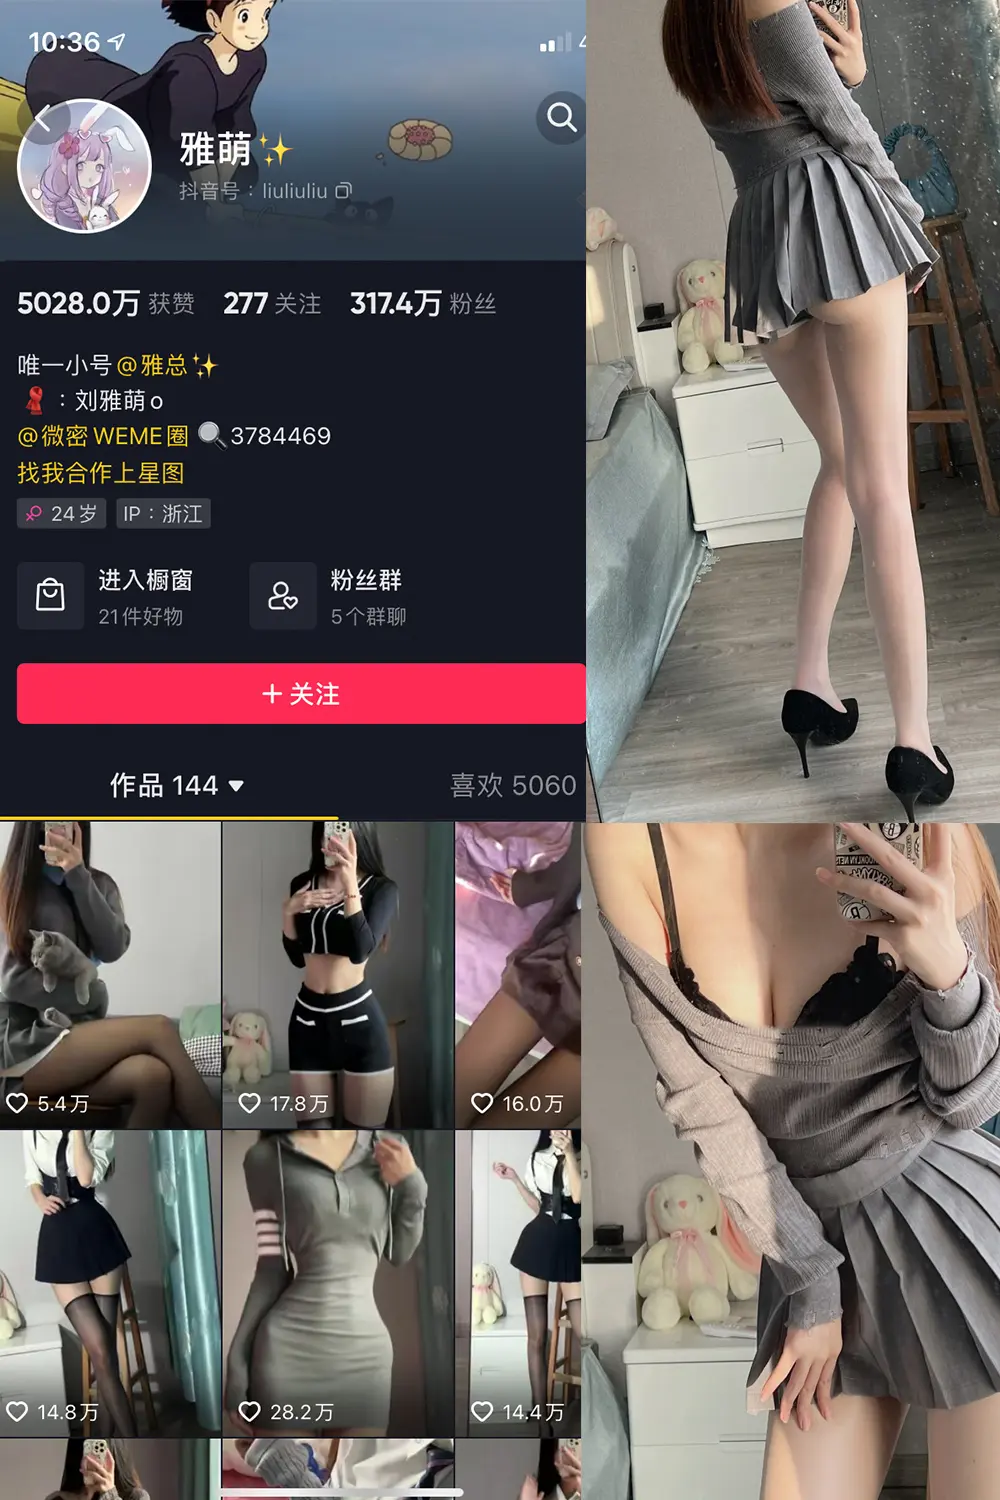 10:36
雅萌✨
抖音号：liuliuliu
5028.0万 获赞 277 关注 317.4万 粉丝
唯一小号@雅总✨
：刘雅萌o
@微密WEME圈 🔍3784469
找我合作上星图
♀ 24岁 IP：浙江
进入橱窗
21件好物
粉丝群
5个群聊
+ 关注
作品 144 ▼ 喜欢 5060
5.4万 17.8万 16.0万
14.8万 28.2万 14.4万